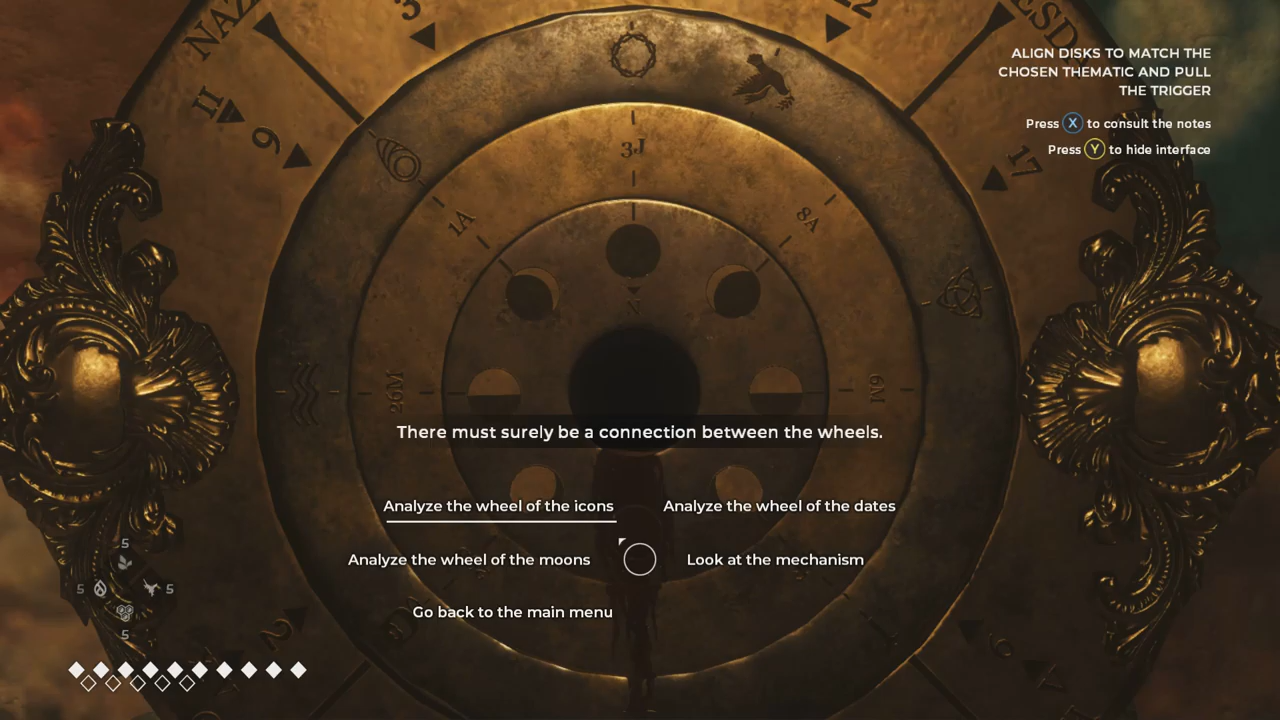 NAZ
3
12
ESDA
ALIGN DISKS TO MATCH THE
CHOSEN THEMATIC AND PULL
THE TRIGGER
Press X to consult the notes
Press Y to hide interface
11
9
17
3J
1A
8A
N
26M
6M
There must surely be a connection between the wheels.
Analyze the wheel of the icons
Analyze the wheel of the dates
Analyze the wheel of the moons
Look at the mechanism
Go back to the main menu
5
5
5
5
2